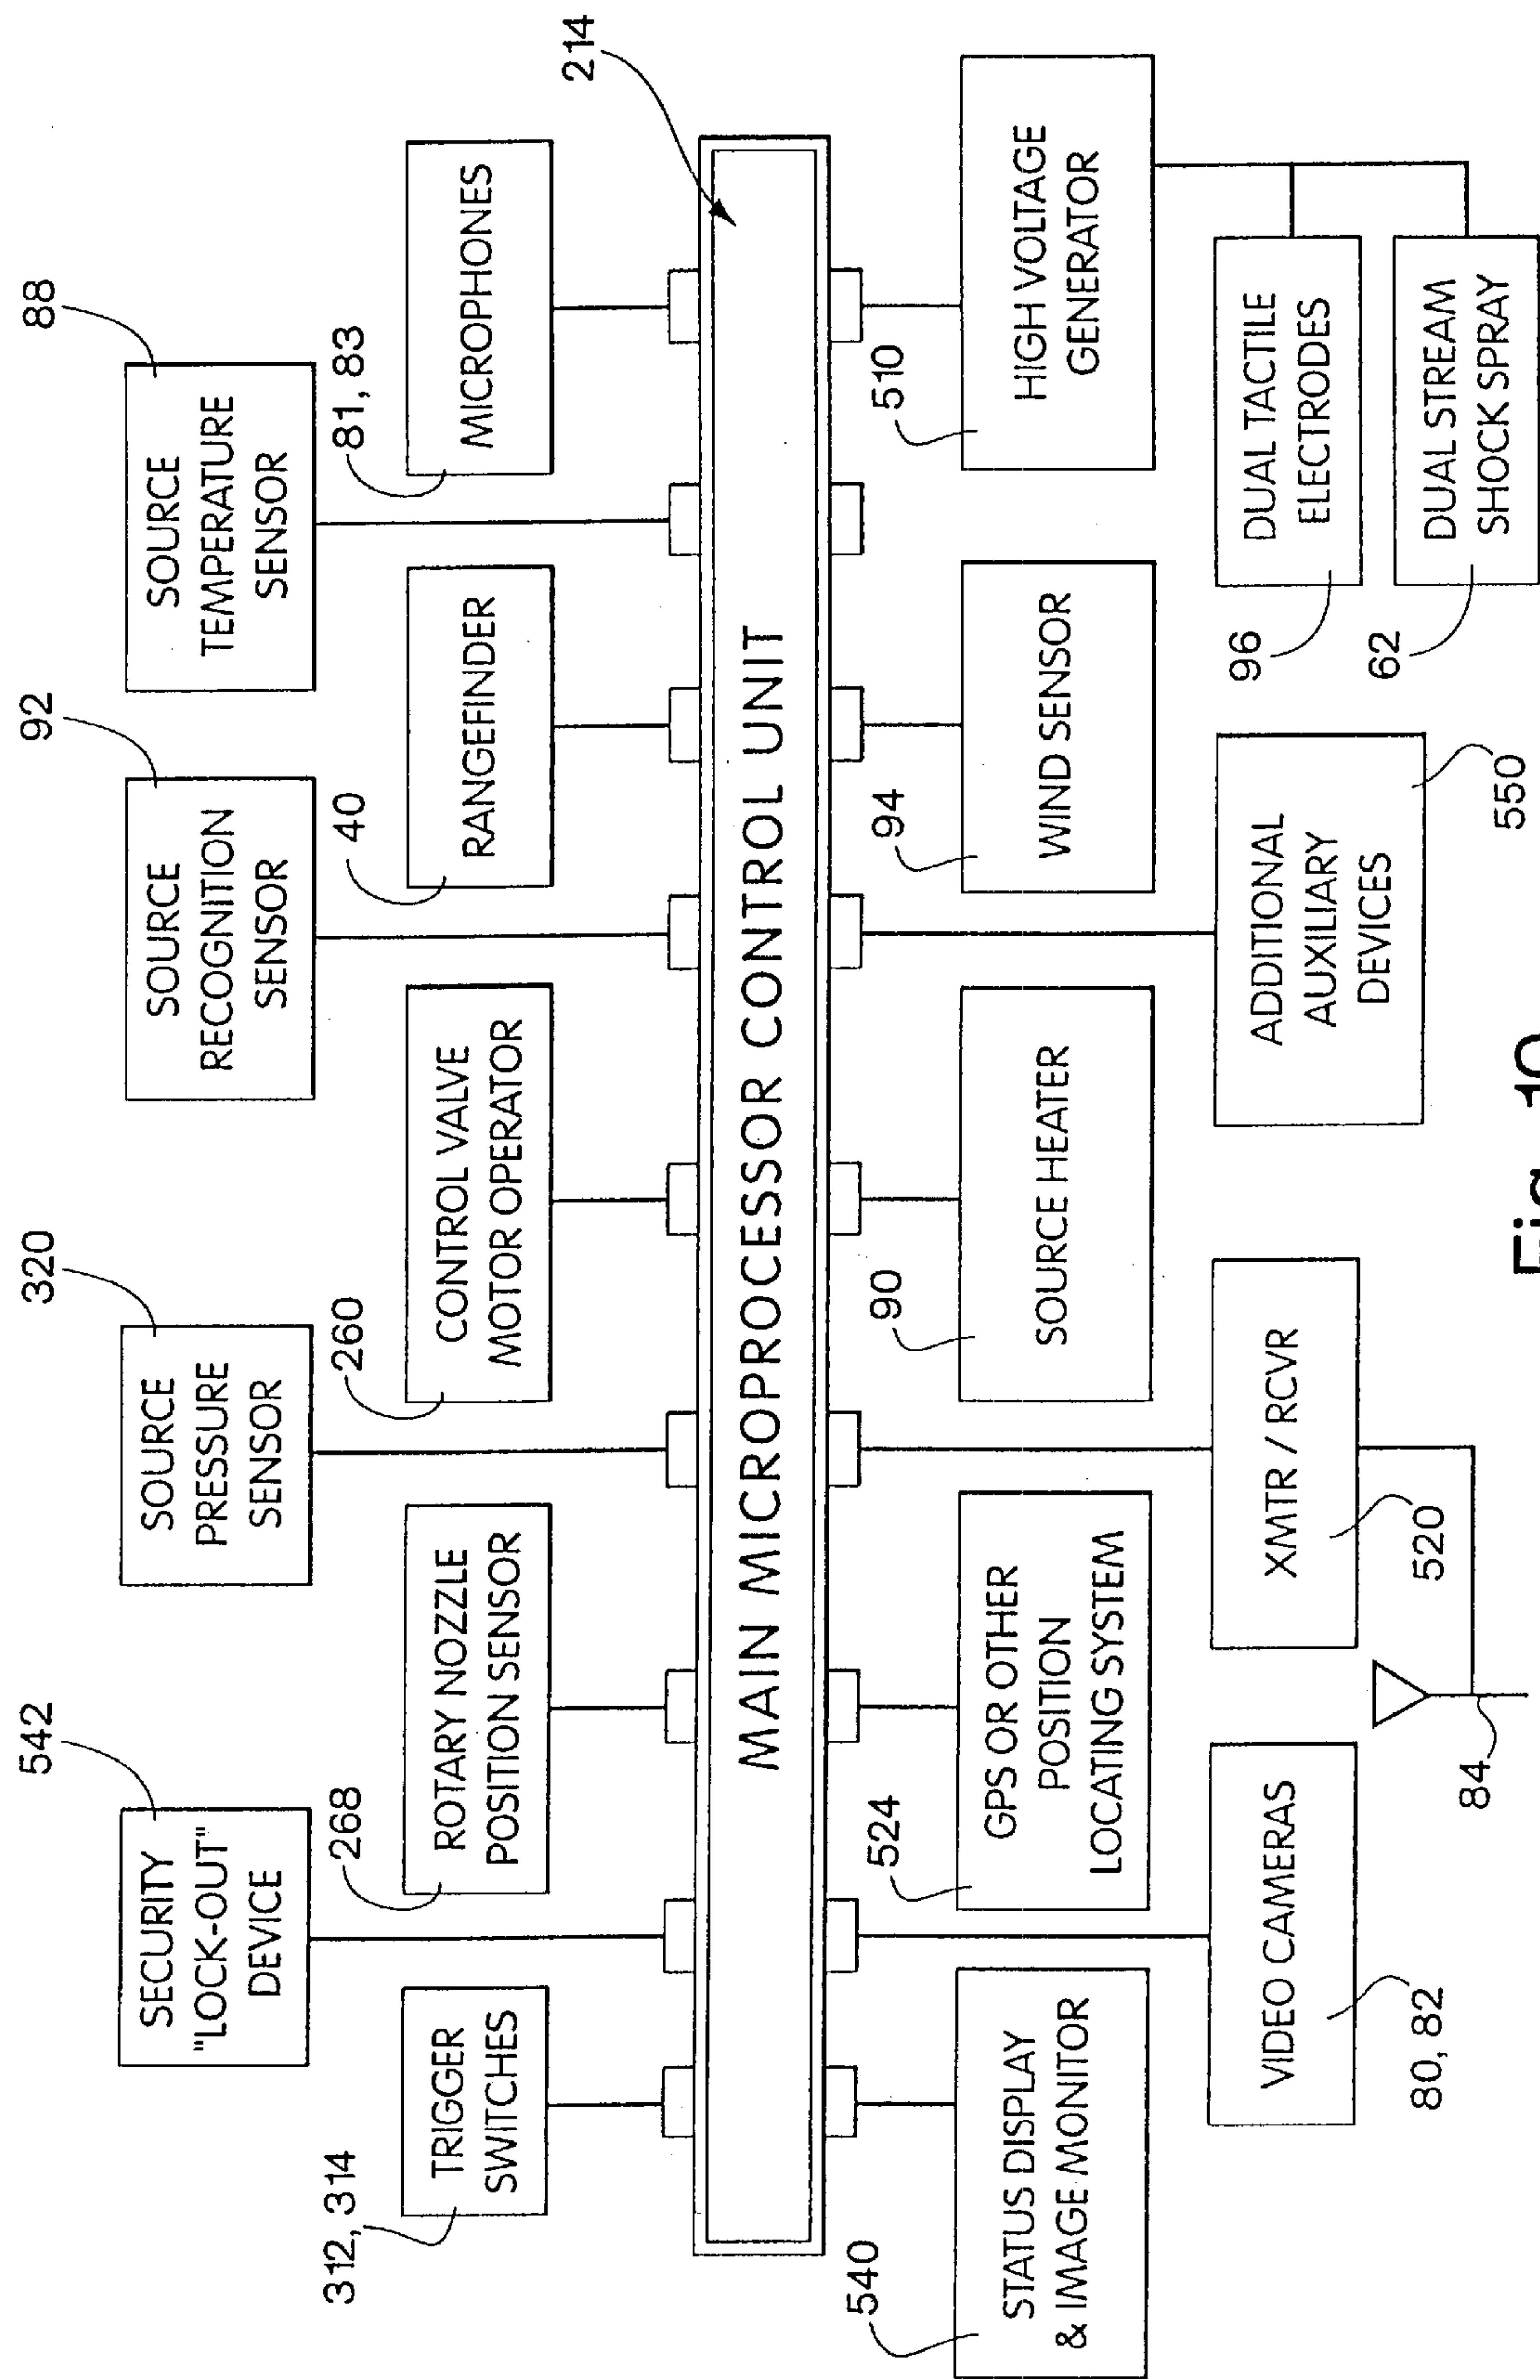 542
SECURITY
"LOCK-OUT"
DEVICE
320
SOURCE
PRESSURE
SENSOR
92
SOURCE
RECOGNITION
SENSOR
88
SOURCE
TEMPERATURE
SENSOR
312, 314
TRIGGER
SWITCHES
268
ROTARY NOZZLE
POSITION SENSOR
260
CONTROL VALVE
MOTOR OPERATOR
40
RANGEFINDER
81, 83
MICROPHONES
214
MAIN MICROPROCESSOR CONTROL UNIT
540
STATUS DISPLAY
& IMAGE MONITOR
524
GPS OR OTHER
POSITION
LOCATING SYSTEM
90
SOURCE HEATER
94
WIND SENSOR
510
HIGH VOLTAGE
GENERATOR
VIDEO CAMERAS
80, 82
84
XMTR / RCVR
520
ADDITIONAL
AUXILIARY
DEVICES
550
96
DUAL TACTILE
ELECTRODES
62
DUAL STREAM
SHOCK SPRAY